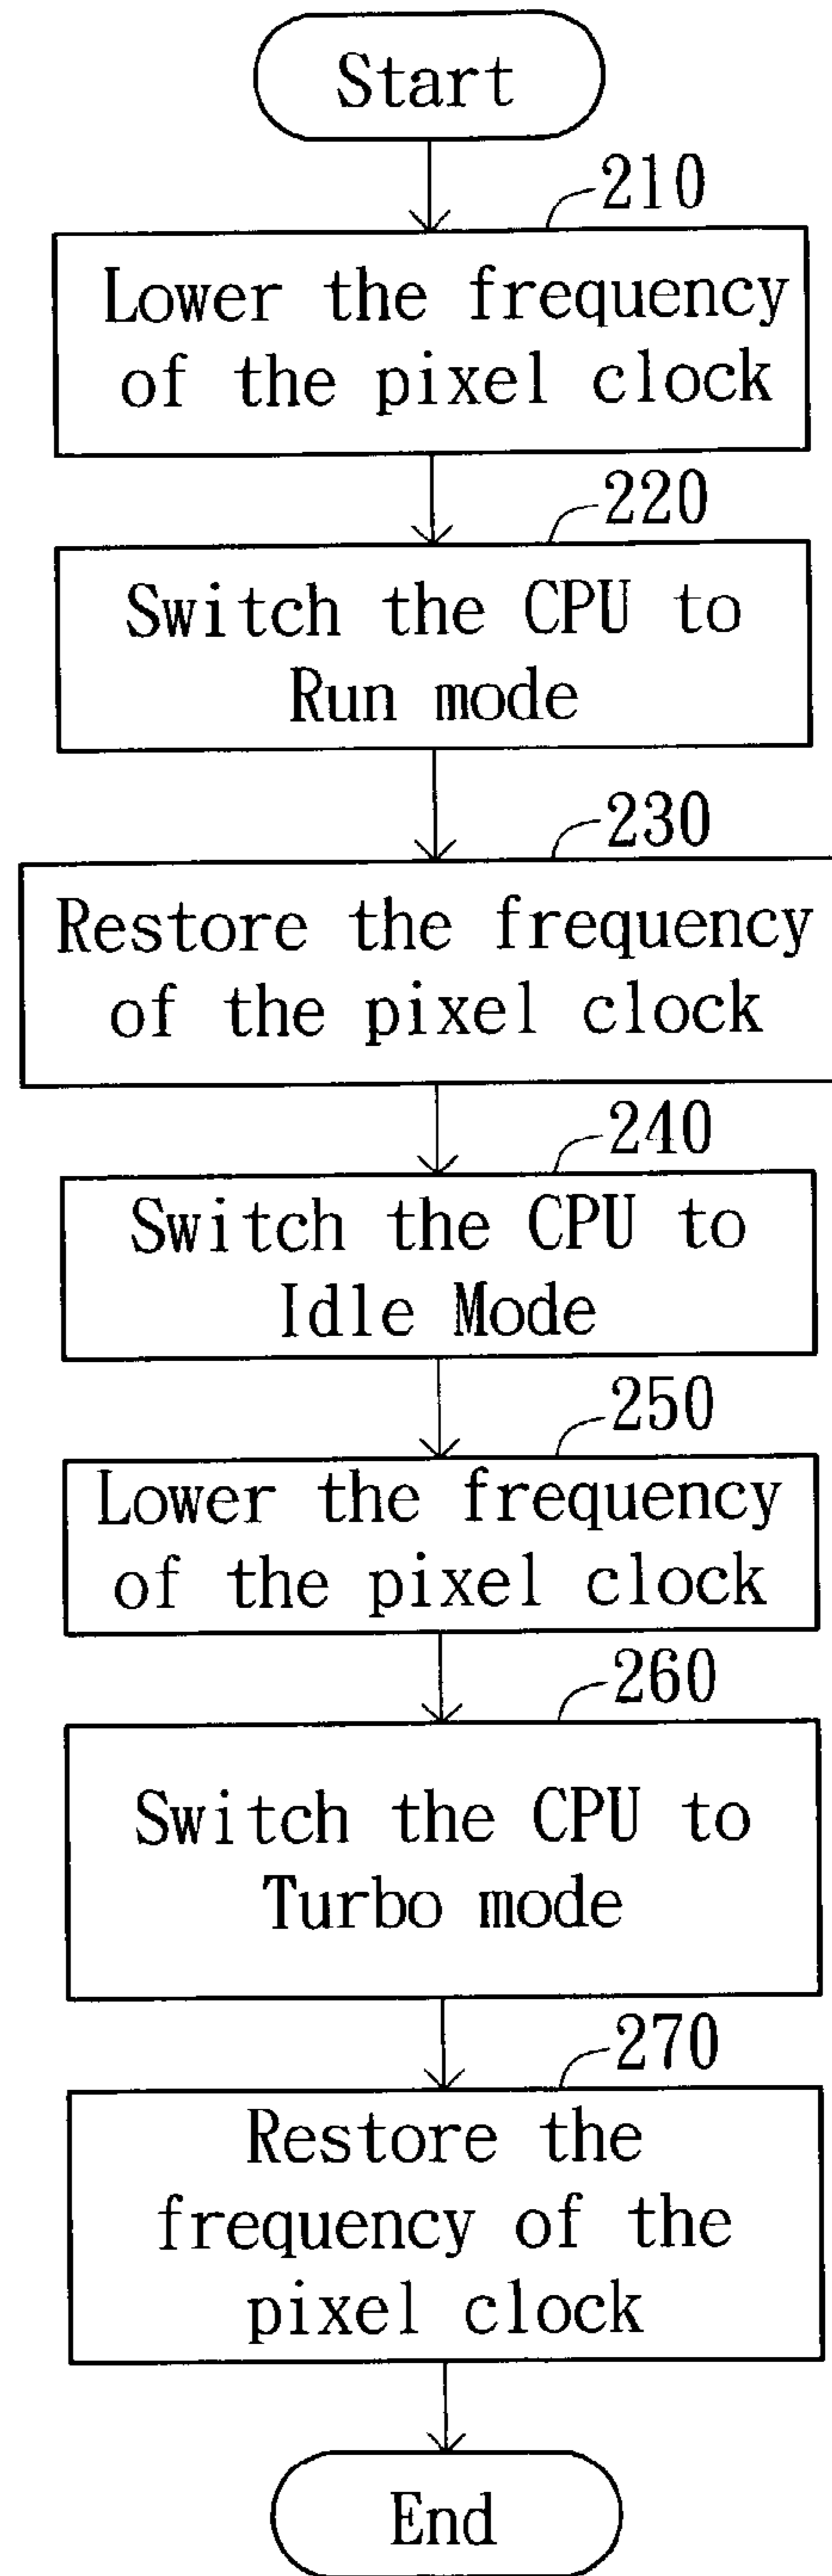 Start
210
Lower the frequency
of the pixel clock
220
Switch the CPU to
Run mode
230
Restore the frequency
of the pixel clock
240
Switch the CPU to
Idle Mode
250
Lower the frequency
of the pixel clock
260
Switch the CPU to
Turbo mode
270
Restore the
frequency of the
pixel clock
End